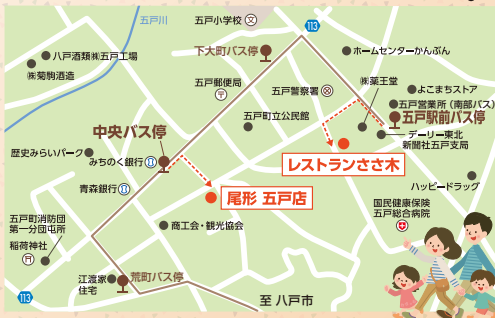 五戸川
五戸小学校
文
113
下大町バス停
ホームセンターかんぶん
八戸酒類㈱五戸工場
㈱菊駒酒造
五戸郵便局
〒
五戸警察署
㈱薬王堂
よこまちストア
五戸営業所(南部バス)
五戸駅前バス停
五戸町立公民館
デーリー東北
新聞社五戸支局
中央バス停
歴史みらいパーク
みちのく銀行
レストランささ木
青森銀行
尾形 五戸店
ハッピードラッグ
国民健康保険
五戸総合病院
五戸町消防団
第一分団屯所
稲荷神社
商工会・観光協会
江渡家
住宅
荒町バス停
113
至 八戸市